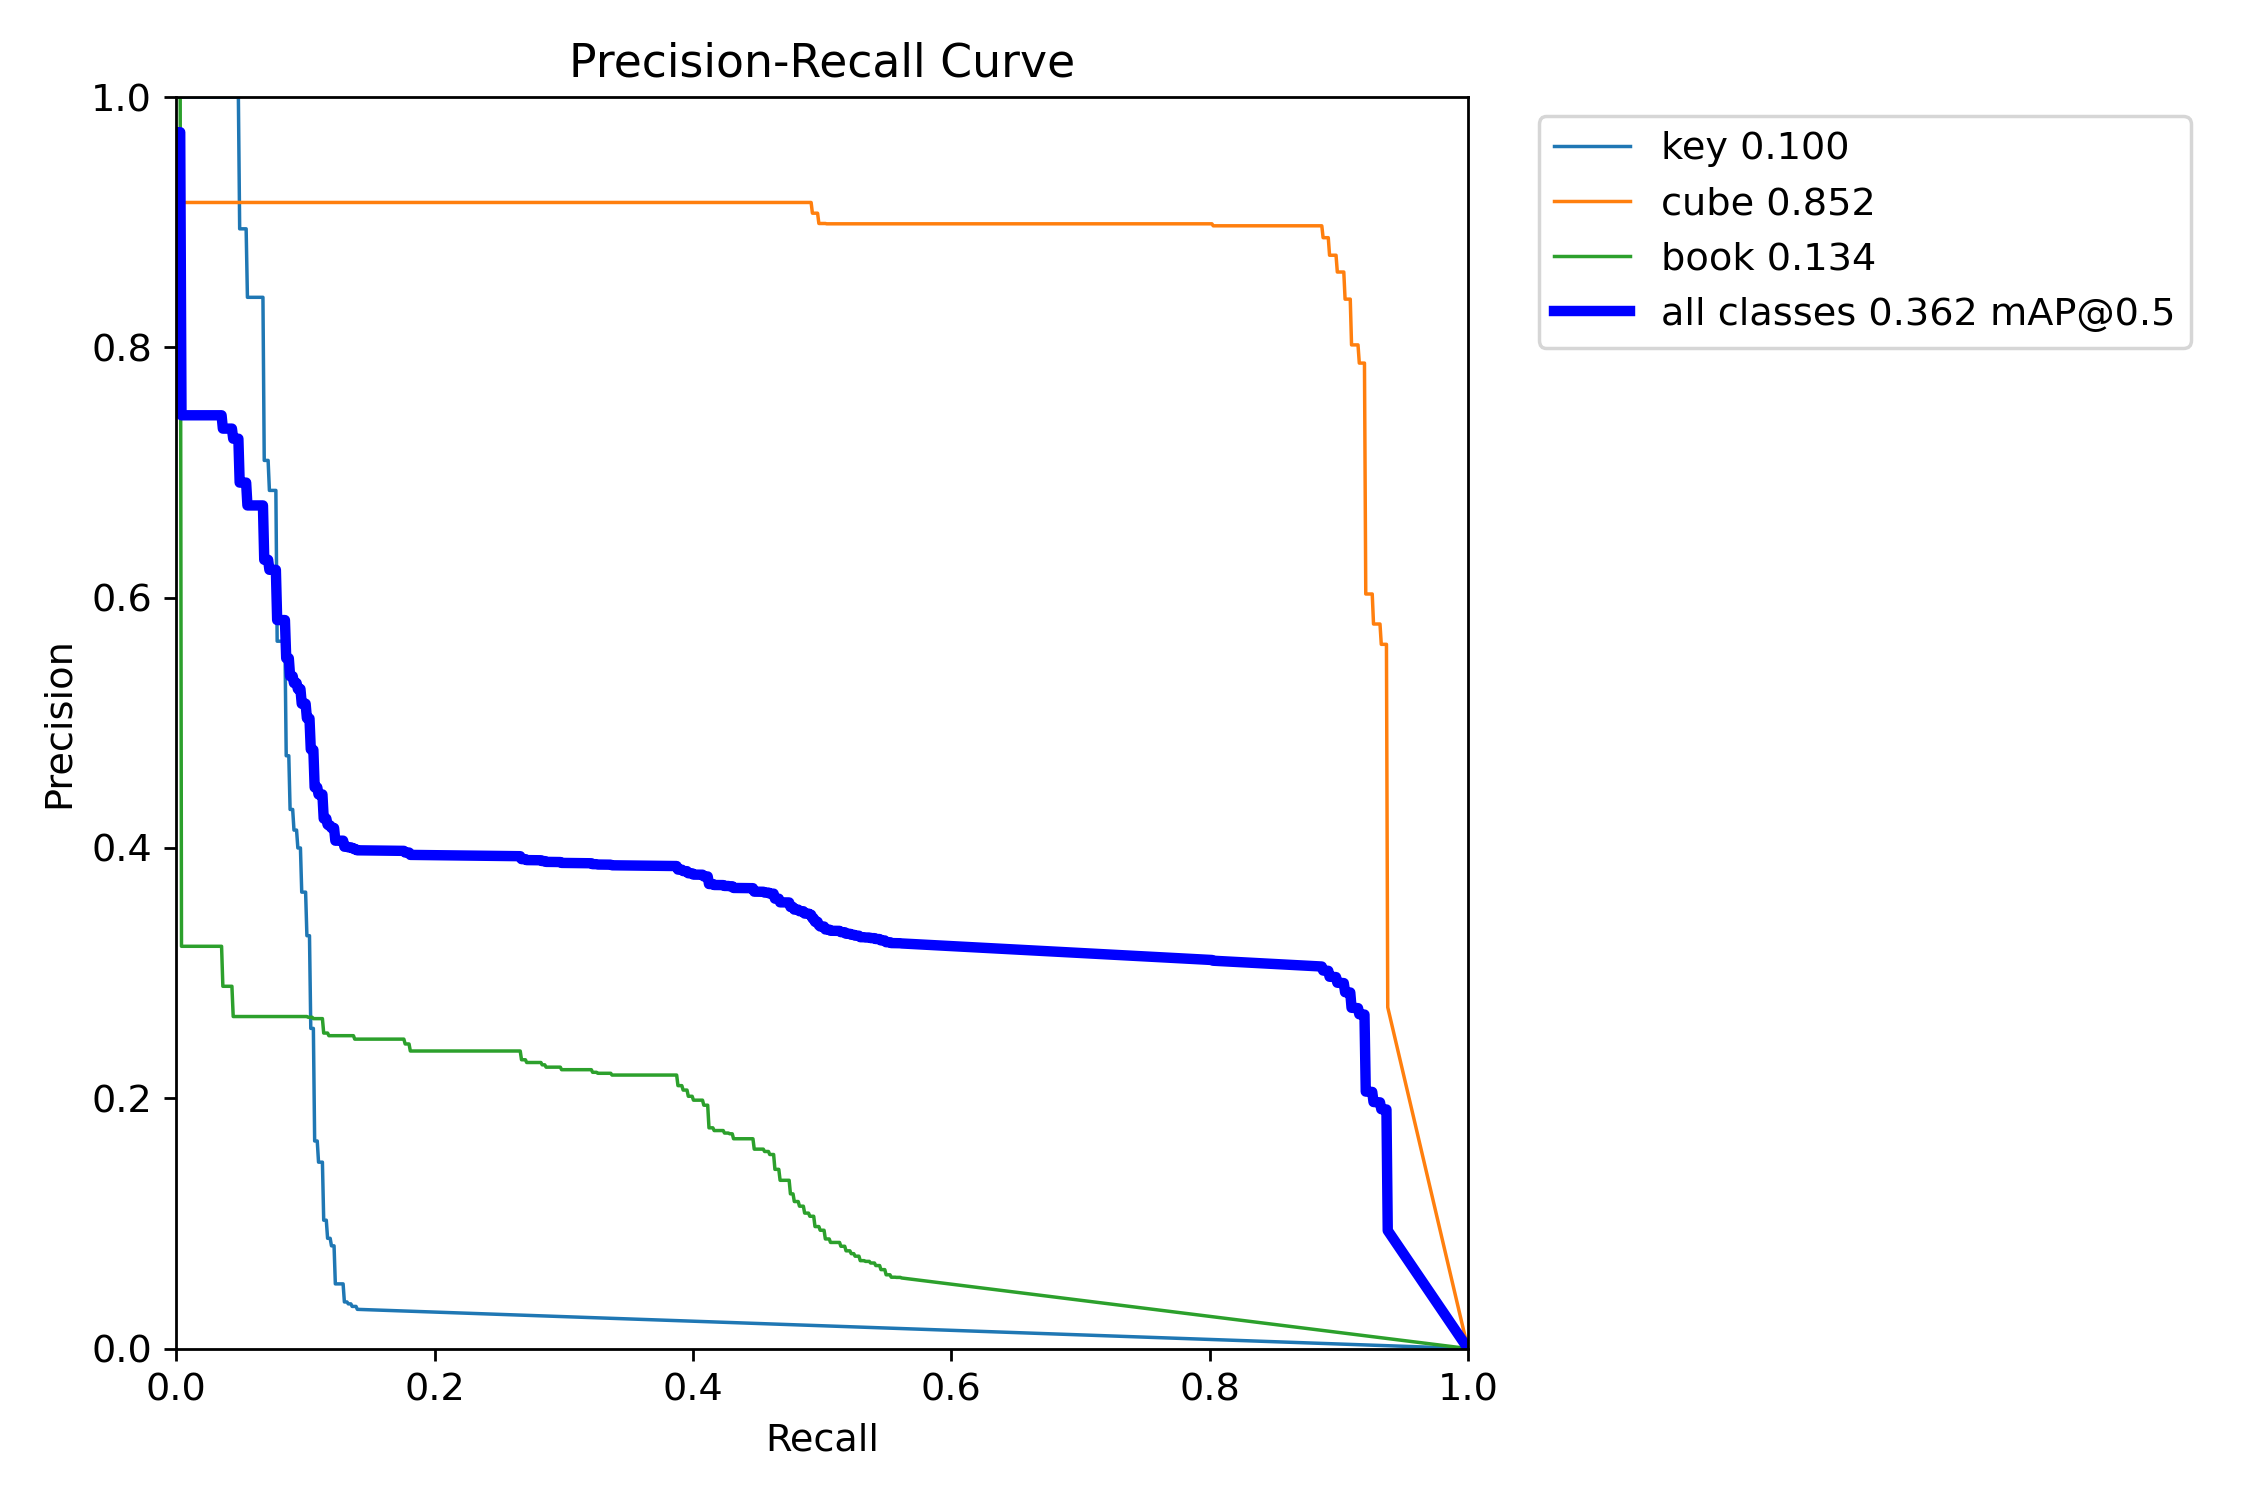 Precision-Recall Curve
1.0
0.8
0.6
0.4
0.2
0.0
Precision
0.0 0.2 0.4 0.6 0.8 1.0
Recall
key 0.100
cube 0.852
book 0.134
all classes 0.362 mAP@0.5